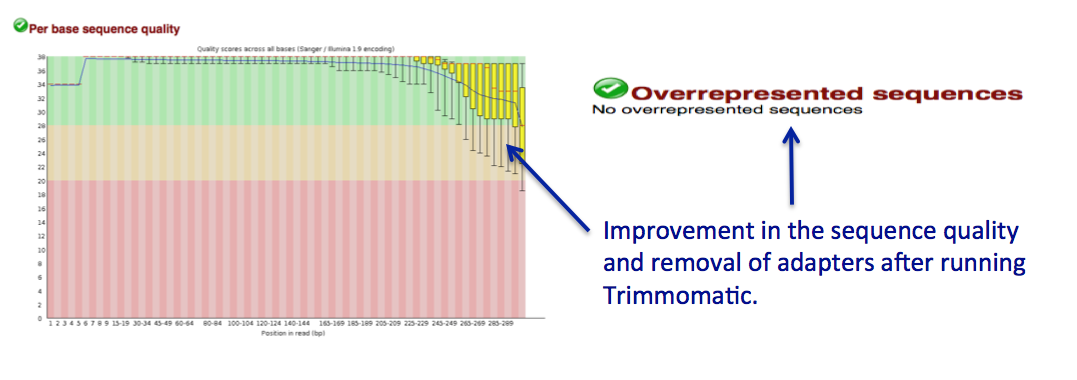 Per base sequence quality
Quality scores across all bases (Sanger / Illumina 1.9 encoding)
38
36
34
32
30
28
26
24
22
20
18
16
14
12
10
8
6
4
2
0
1 2 3 4 5 6 7 8 9 15-19 30-34 45-49 60-64 80-84 100-104 120-124 140-144 165-169 185-189 205-209 225-229 245-249 265-269 285-289
Position in read (bp)
Overrepresented sequences
No overrepresented sequences
Improvement in the sequence quality
and removal of adapters after running
Trimmomatic.